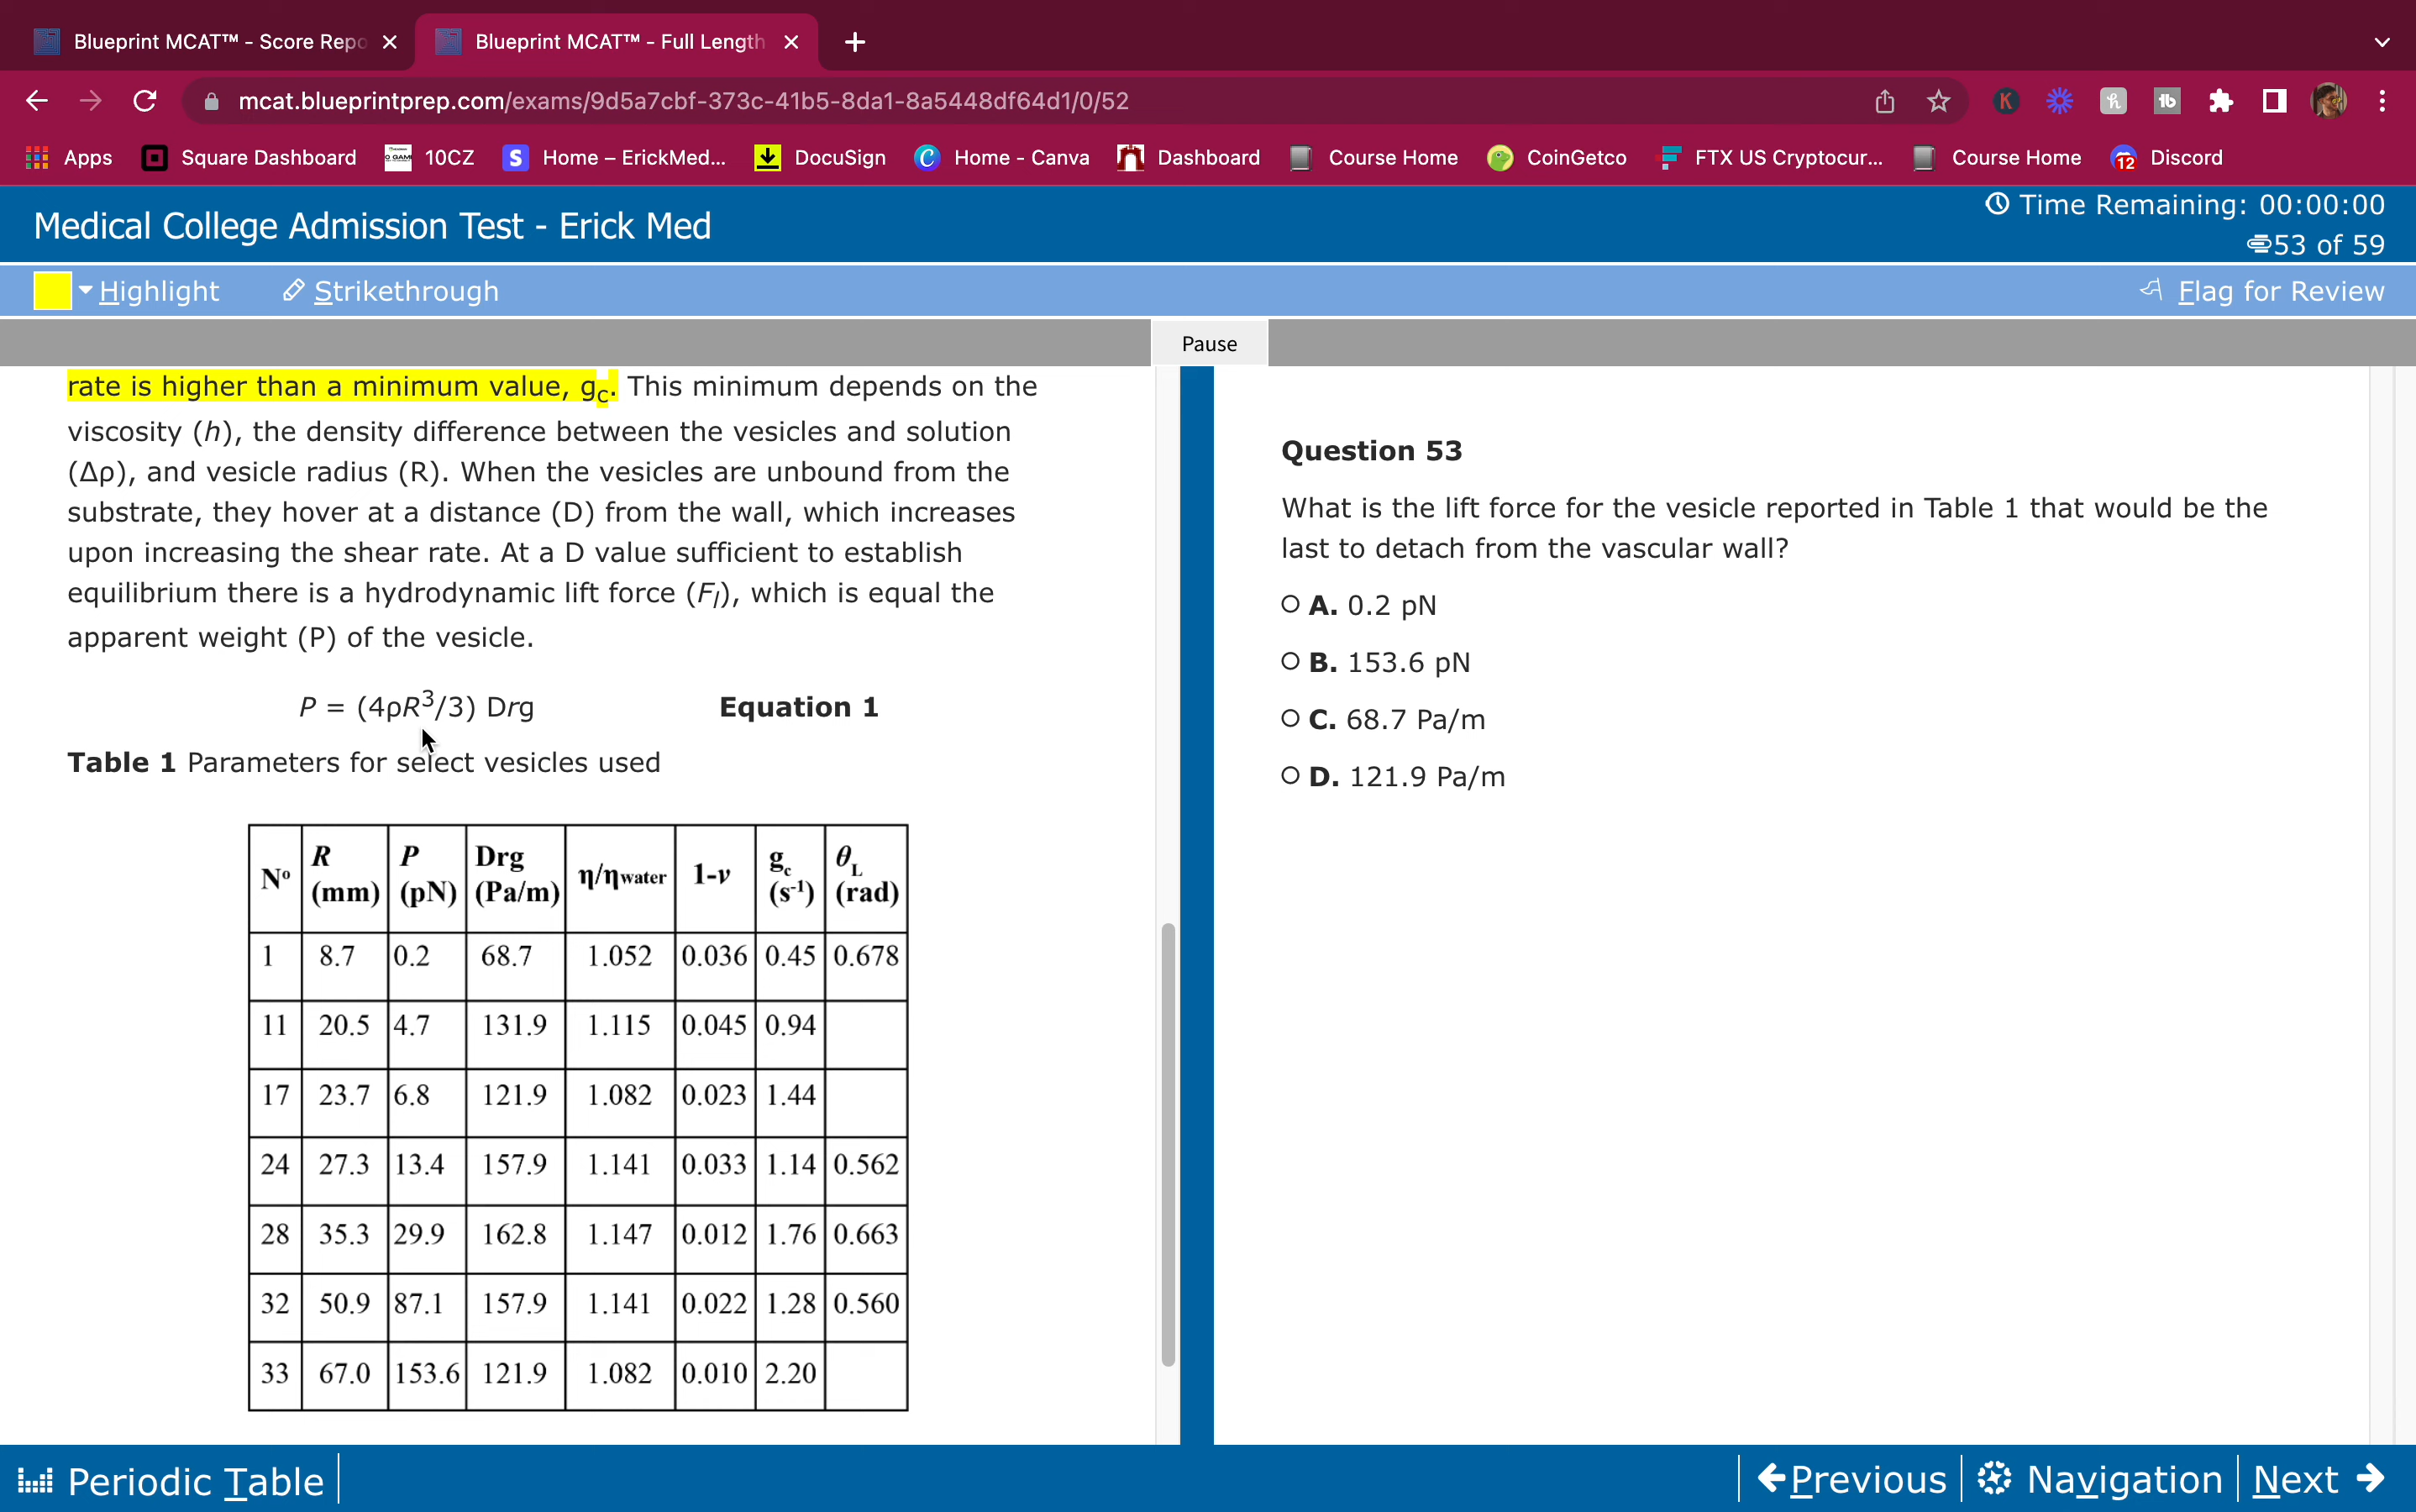 Blueprint MCAT™ - Score Repo
Blueprint MCAT™ - Full Length
mcat.blueprintprep.com/exams/9d5a7cbf-373c-41b5-8da1-8a5448df64d1/0/52
Apps
Square Dashboard
10CZ
Home – ErickMed...
DocuSign
Home - Canva
Dashboard
Course Home
CoinGetco
FTX US Cryptocur...
Course Home
12
Discord
Medical College Admission Test - Erick Med
Time Remaining: 00:00:00
53 of 59
Highlight
Strikethrough
Flag for Review
Pause
rate is higher than a minimum value, gc. This minimum depends on the
viscosity (h), the density difference between the vesicles and solution
(Δρ), and vesicle radius (R). When the vesicles are unbound from the
substrate, they hover at a distance (D) from the wall, which increases
upon increasing the shear rate. At a D value sufficient to establish
equilibrium there is a hydrodynamic lift force (Fl), which is equal the
apparent weight (P) of the vesicle.
P = (4ρR³/3) Drg Equation 1
Table 1 Parameters for select vesicles used
Nº R (mm) P (pN) Drg (Pa/m) η/ηwater 1-ν gc (s⁻¹) θL (rad)
1 8.7 0.2 68.7 1.052 0.036 0.45 0.678
11 20.5 4.7 131.9 1.115 0.045 0.94
17 23.7 6.8 121.9 1.082 0.023 1.44
24 27.3 13.4 157.9 1.141 0.033 1.14 0.562
28 35.3 29.9 162.8 1.147 0.012 1.76 0.663
32 50.9 87.1 157.9 1.141 0.022 1.28 0.560
33 67.0 153.6 121.9 1.082 0.010 2.20
Question 53
What is the lift force for the vesicle reported in Table 1 that would be the
last to detach from the vascular wall?
A. 0.2 pN
B. 153.6 pN
C. 68.7 Pa/m
D. 121.9 Pa/m
Periodic Table
Previous
Navigation
Next